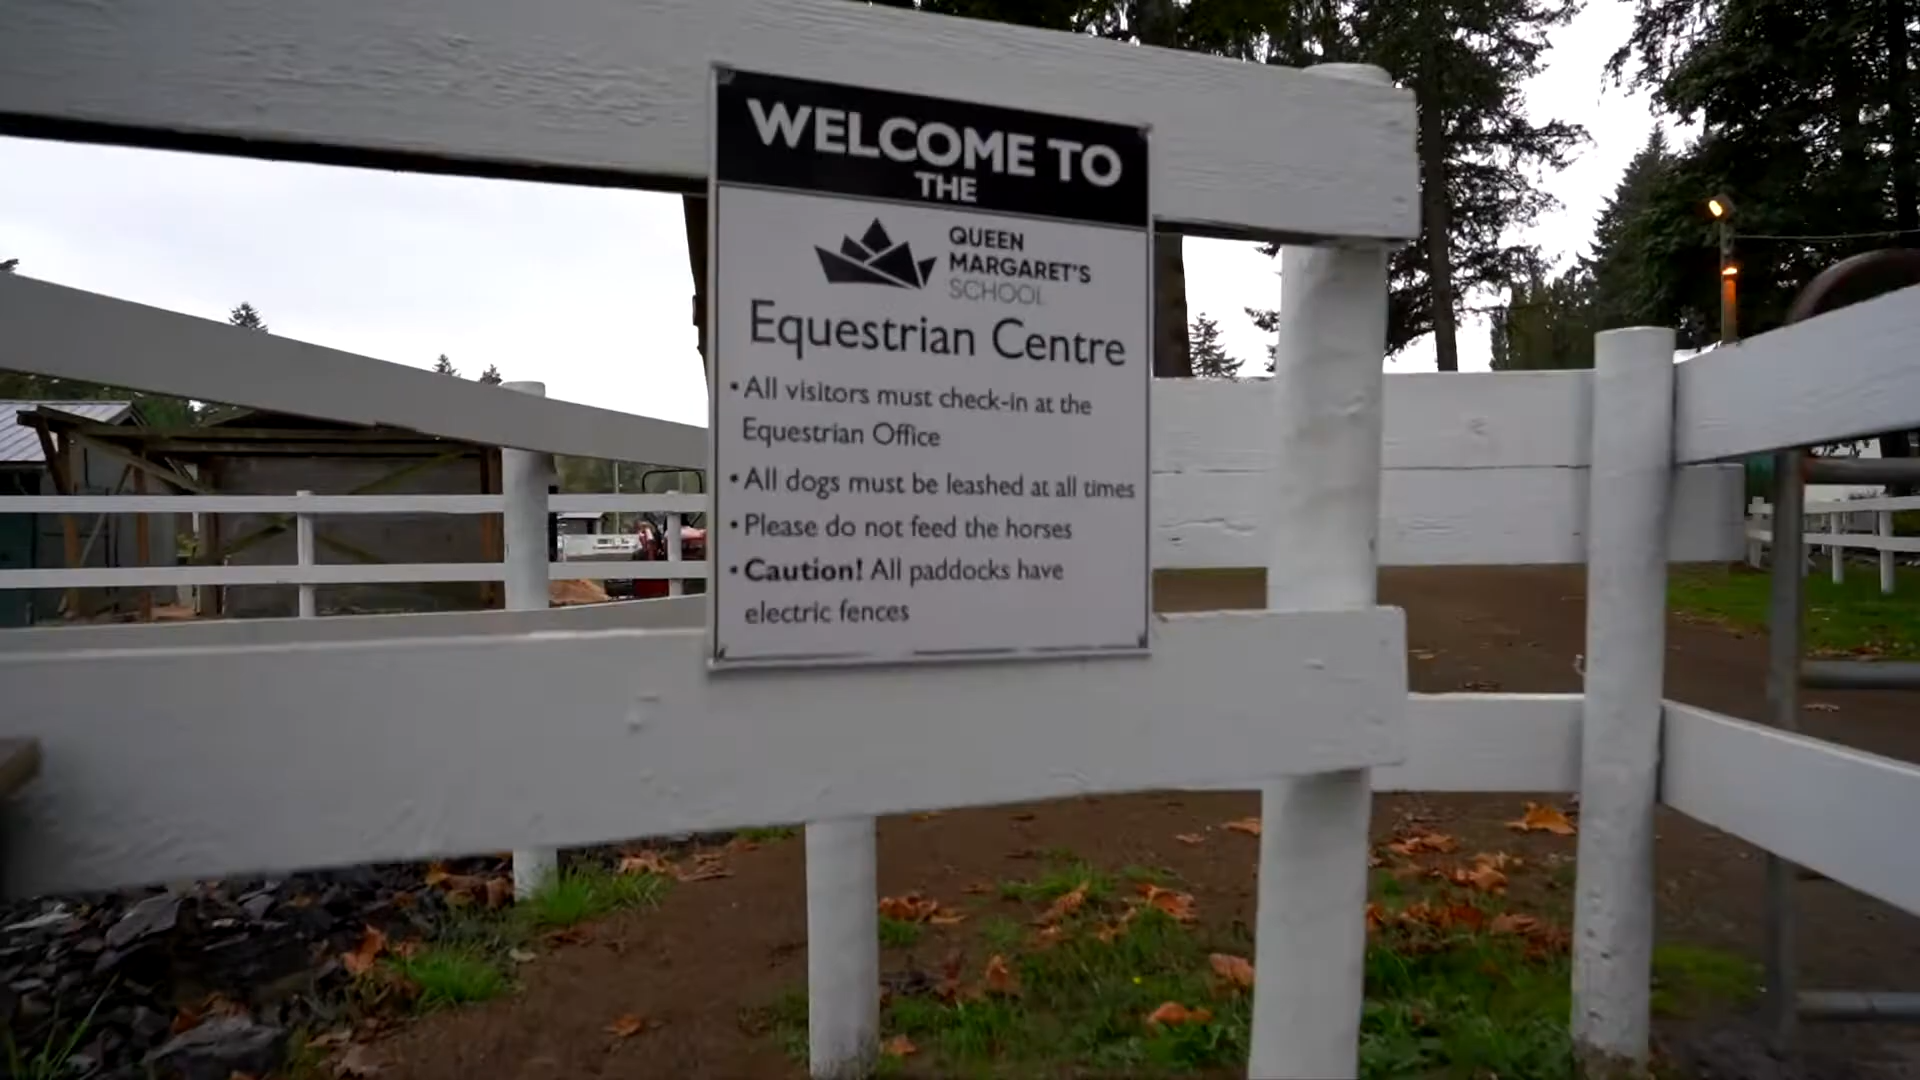 WELCOME TO
THE
QUEEN
MARGARET'S
SCHOOL
Equestrian Centre
• All visitors must check-in at the
Equestrian Office
• All dogs must be leashed at all times
• Please do not feed the horses
• Caution! All paddocks have
electric fences